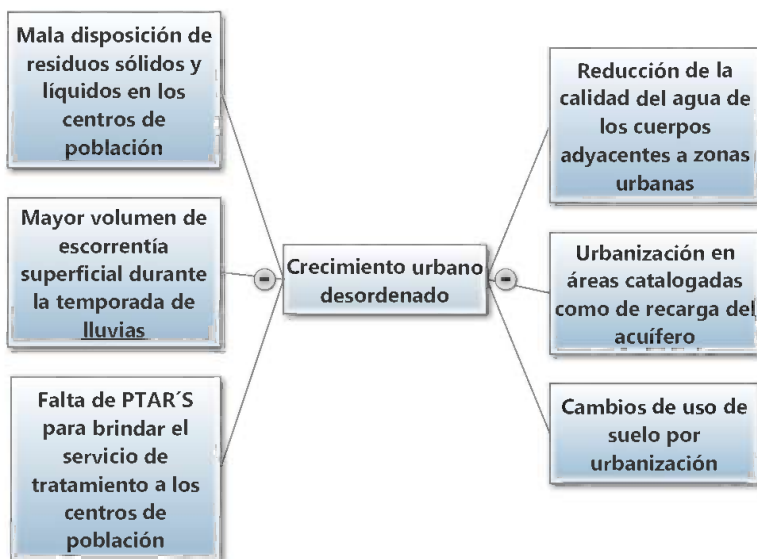 Mala disposición de
residuos sólidos y
líquidos en los
centros de
población
Mayor volumen de
escorrentía
superficial durante
la temporada de
lluvias
Falta de PTAR´S
para brindar el
servicio de
tratamiento a los
centros de
población
Crecimiento urbano
desordenado
Reducción de la
calidad del agua de
los cuerpos
adyacentes a zonas
urbanas
Urbanización en
áreas catalogadas
como de recarga del
acuífero
Cambios de uso de
suelo por
urbanización